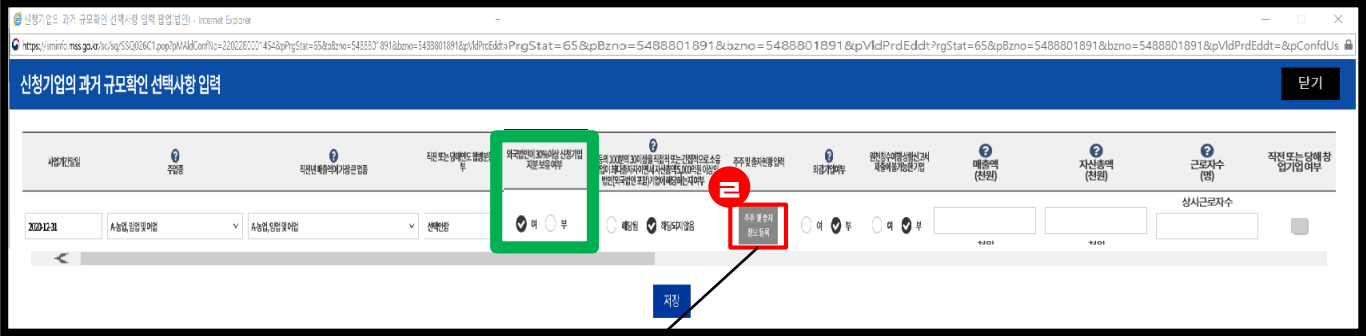 신청기업의 과거 규모확인 선택사항 입력 팝업(법인) - Internet Explorer
신청기업의 과거 규모확인 선택사항 입력
닫기
사업기간말일
주업종
직전년 매출액이 가장 큰 업종
외국법인이 30%이상 신청기업
지분 보유 여부
주주 및 출자현황 입력
외감기업여부
매출액
(천원)
자산총액
(천원)
근로자수
(명)
직전 또는 당해 창
업기업 여부
ㄹ
상시근로자수
2020-12-31
A-농업, 임업 및 어업
A-농업, 임업 및 어업
선택안함
여 부
해당됨 해당되지않음
주주 및 출자
정보 등록
여 부
여 부
천원
천원
저장